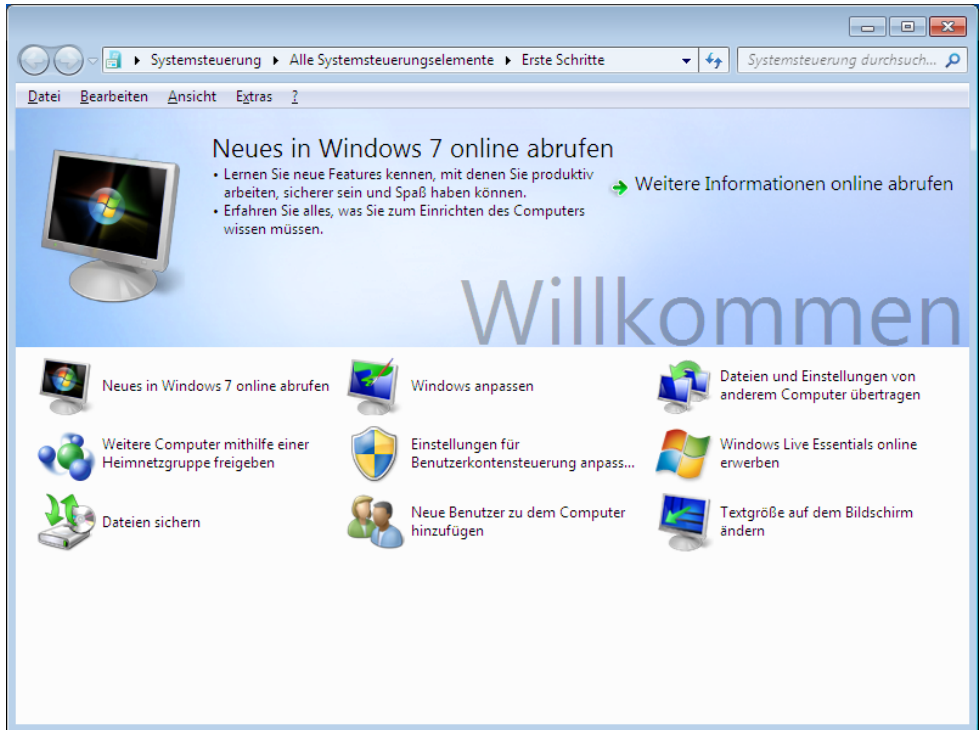 Systemsteuerung ▸ Alle Systemsteuerungselemente ▸ Erste Schritte
Systemsteuerung durchsuch...
Datei Bearbeiten Ansicht Extras ?
Neues in Windows 7 online abrufen
• Lernen Sie neue Features kennen, mit denen Sie produktiv
arbeiten, sicherer sein und Spaß haben können.
• Erfahren Sie alles, was Sie zum Einrichten des Computers
wissen müssen.
Weitere Informationen online abrufen
Willkommen
Neues in Windows 7 online abrufen
Windows anpassen
Dateien und Einstellungen von
anderem Computer übertragen
Weitere Computer mithilfe einer
Heimnetzgruppe freigeben
Einstellungen für
Benutzerkontensteuerung anpass...
Windows Live Essentials online
erwerben
Dateien sichern
Neue Benutzer zu dem Computer
hinzufügen
Textgröße auf dem Bildschirm
ändern